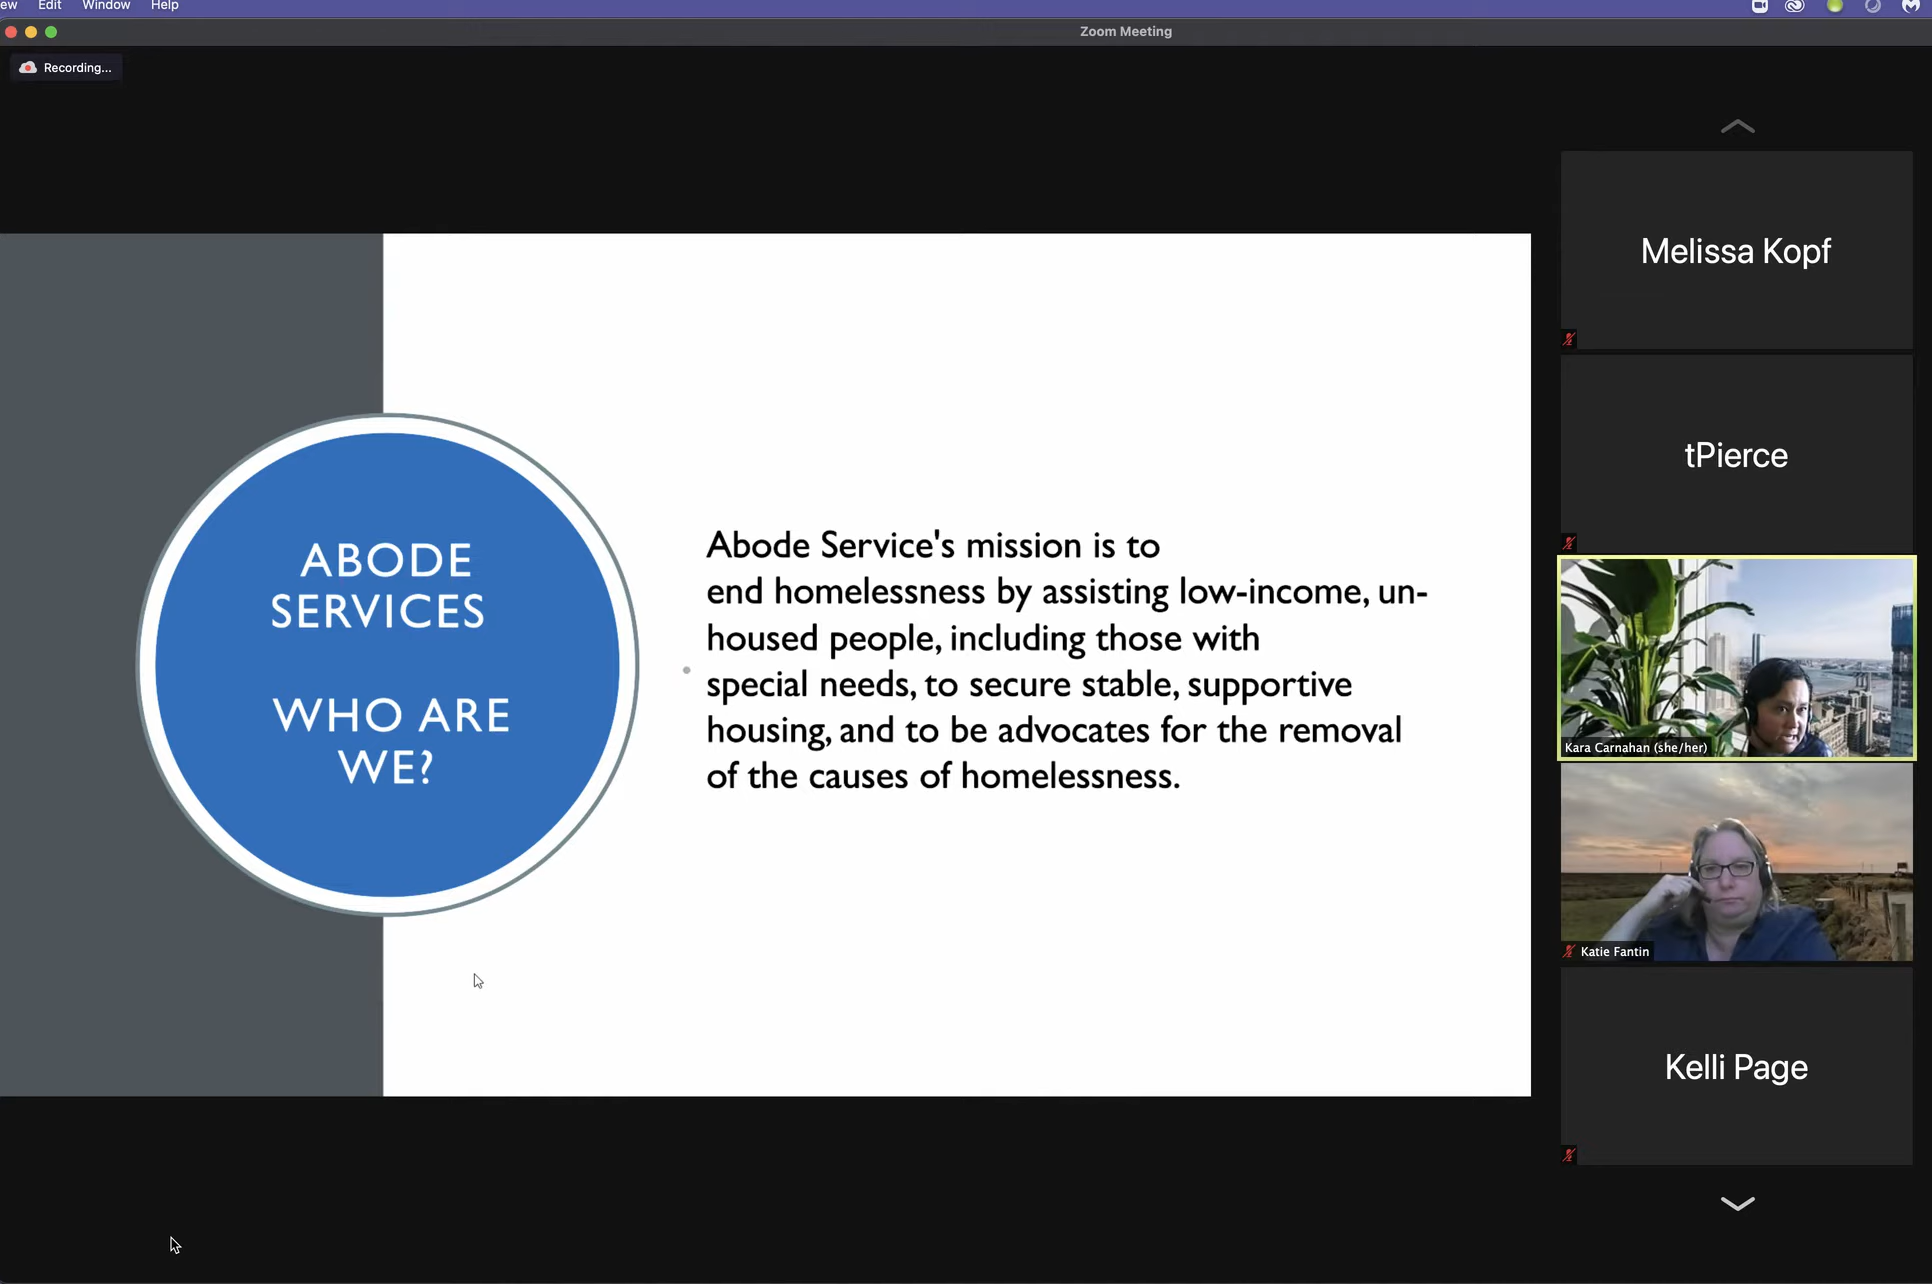 ew Edit Window Help
Zoom Meeting
Recording...
ABODE
SERVICES
WHO ARE
WE?
Abode Service's mission is to
end homelessness by assisting low-income, un-
housed people, including those with
special needs, to secure stable, supportive
housing, and to be advocates for the removal
of the causes of homelessness.
Melissa Kopf
tPierce
Kara Carnahan (she/her)
Katie Fantin
Kelli Page